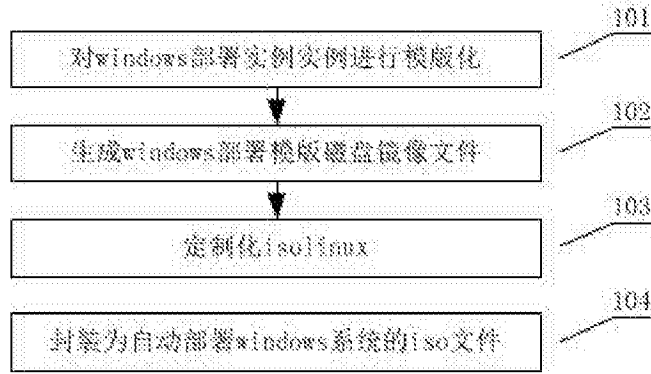 101
对windows部署实例实例进行模版化
102
生成windows部署模版磁盘镜像文件
103
定制化isolinux
104
封装为自动部署windows系统的iso文件